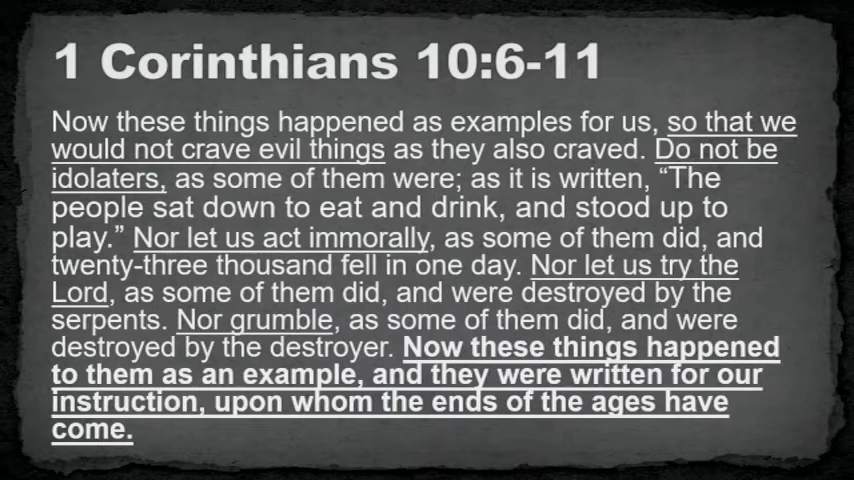 1 Corinthians 10:6-11
Now these things happened as examples for us, so that we
would not crave evil things as they also craved. Do not be
idolaters, as some of them were; as it is written, “The
people sat down to eat and drink, and stood up to
play.” Nor let us act immorally, as some of them did, and
twenty-three thousand fell in one day. Nor let us try the
Lord, as some of them did, and were destroyed by the
serpents. Nor grumble, as some of them did, and were
destroyed by the destroyer. Now these things happened
to them as an example, and they were written for our
instruction, upon whom the ends of the ages have
come.